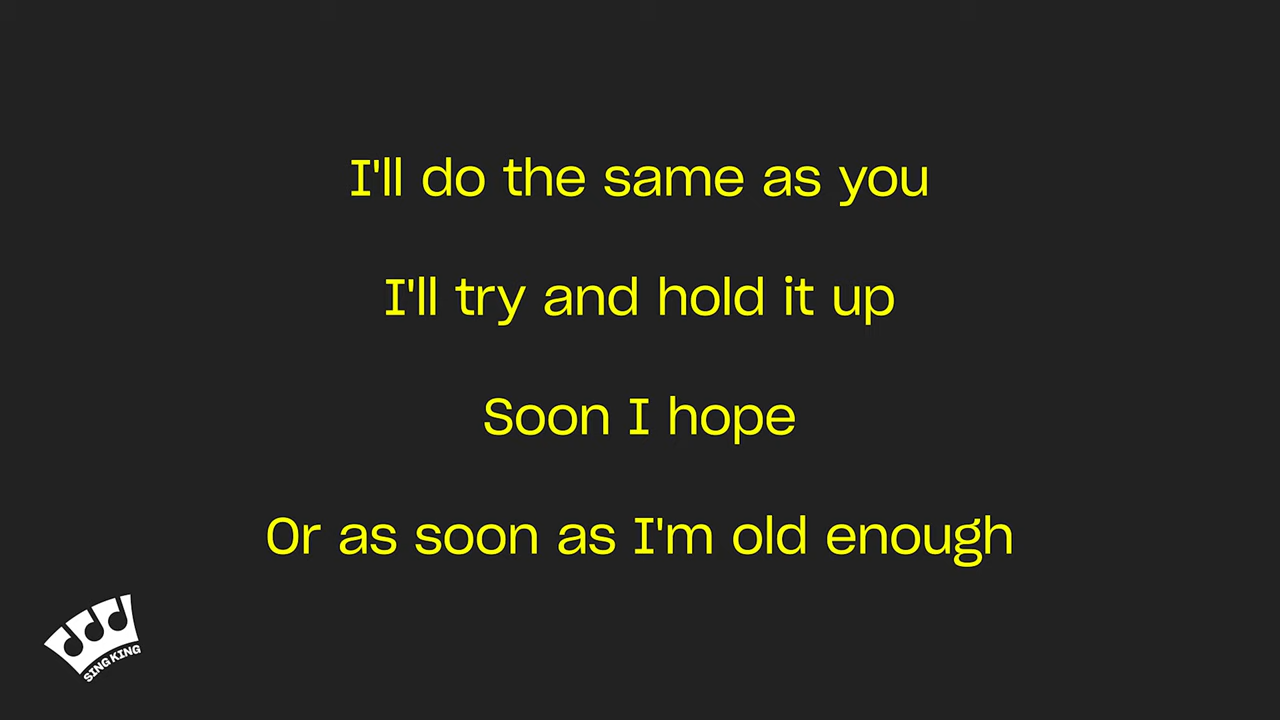 I'll do the same as you
I'll try and hold it up
Soon I hope
Or as soon as I'm old enough
SING KING